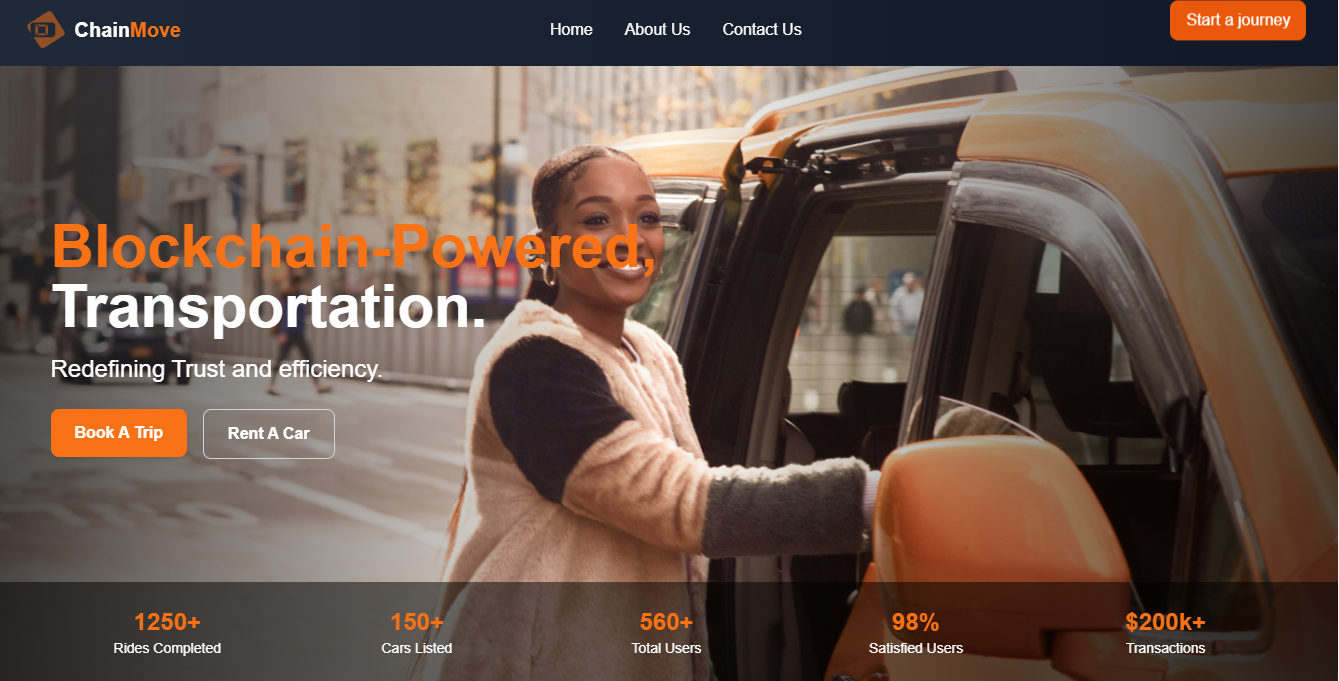 ChainMove
Home
About Us
Contact Us
Start a journey
Blockchain-Powered,
Transportation.
Redefining Trust and efficiency.
Book A Trip
Rent A Car
1250+
Rides Completed
150+
Cars Listed
560+
Total Users
98%
Satisfied Users
$200k+
Transactions